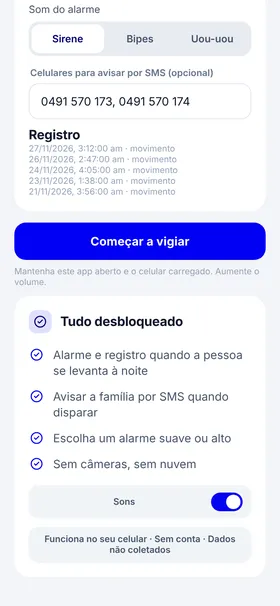 Som do alarme
Sirene
Bipes
Uou-uou
Celulares para avisar por SMS (opcional)
0491 570 173, 0491 570 174
Registro
27/11/2026, 3:12:00 am · movimento
26/11/2026, 2:47:00 am · movimento
24/11/2026, 4:05:00 am · movimento
23/11/2026, 1:38:00 am · movimento
21/11/2026, 3:56:00 am · movimento
Começar a vigiar
Mantenha este app aberto e o celular carregado. Aumente o
volume.
Tudo desbloqueado
Alarme e registro quando a pessoa
se levanta à noite
Avisar a família por SMS quando
disparar
Escolha um alarme suave ou alto
Sem câmeras, sem nuvem
Sons
Funciona no seu celular · Sem conta · Dados
não coletados